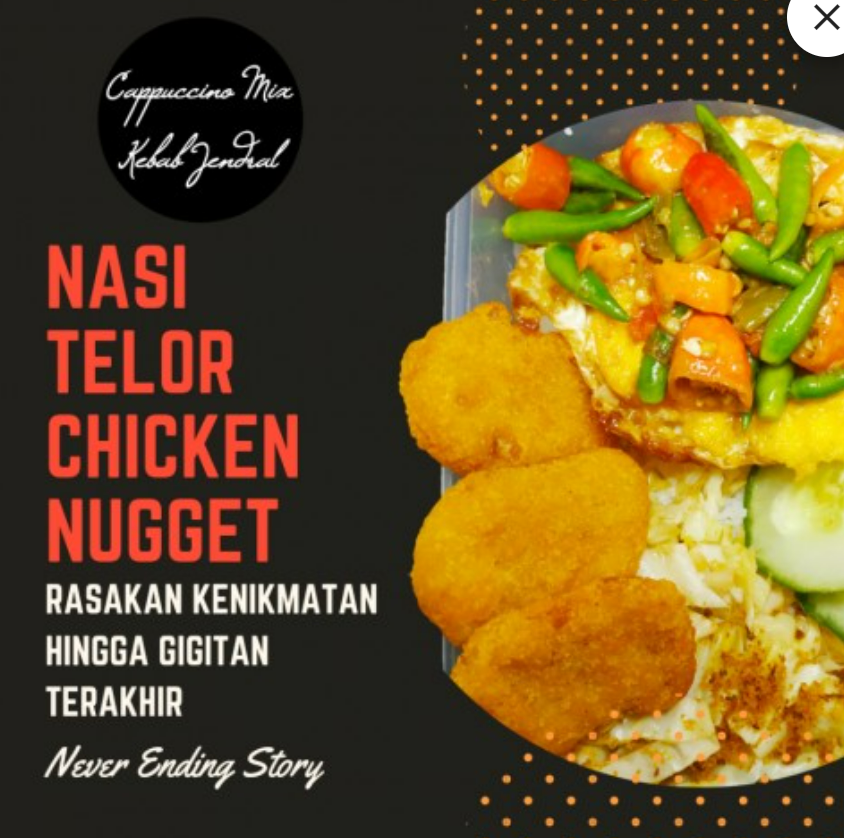 Cappuccino Mix
Kebab Jendral
NASI
TELOR
CHICKEN
NUGGET
RASAKAN KENIKMATAN
HINGGA GIGITAN
TERAKHIR
Never Ending Story